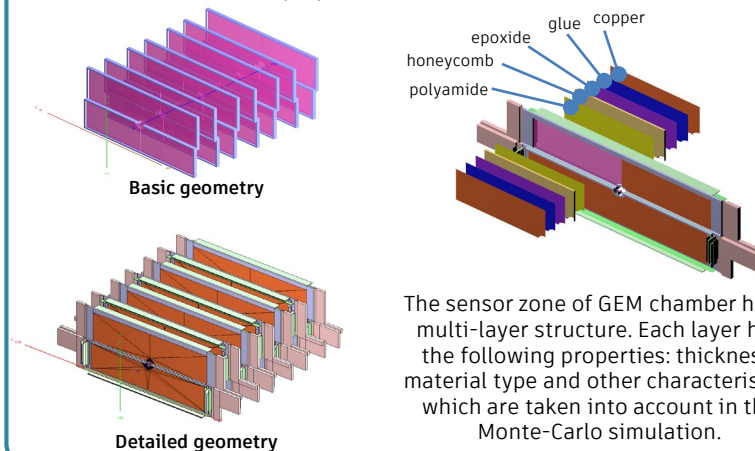 Basic geometry
Detailed geometry
copper
glue
epoxide
honeycomb
polyamide
The sensor zone of GEM chamber h
multi-layer structure. Each layer h
the following properties: thicknes
material type and other characteris
which are taken into account in th
Monte-Carlo simulation.